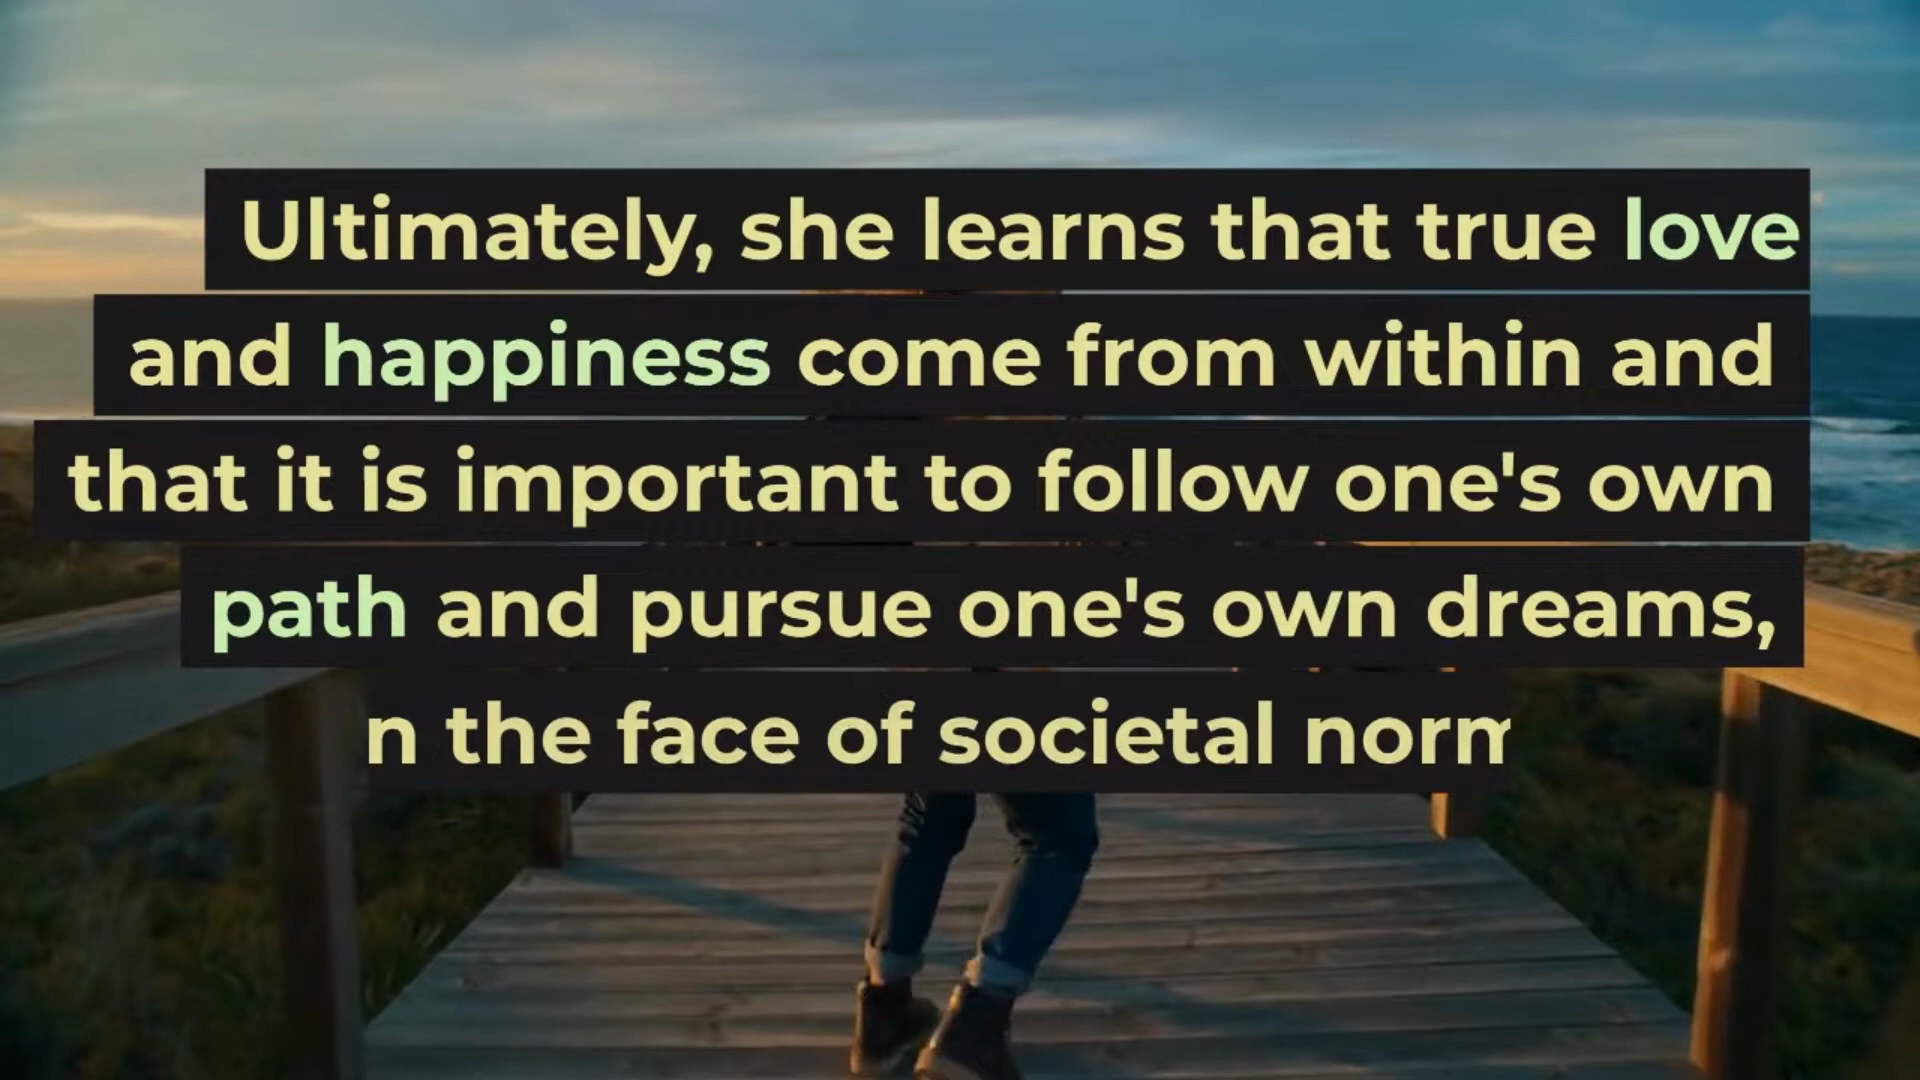 Ultimately, she learns that true love
and happiness come from within and
that it is important to follow one's own
path and pursue one's own dreams,
n the face of societal norm